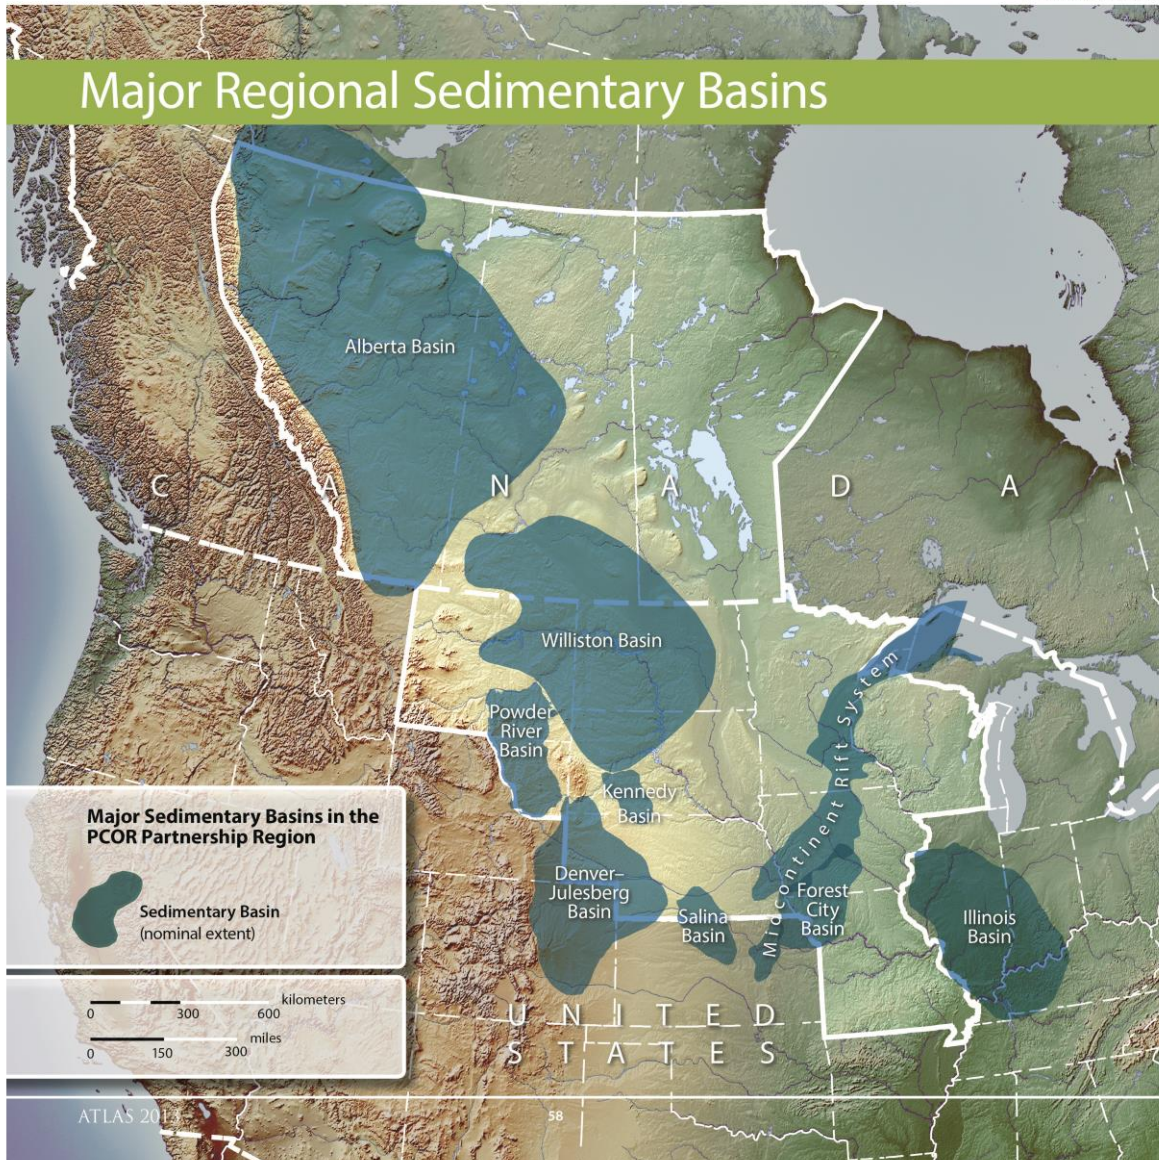 Major Regional Sedimentary Basins
Alberta Basin
C A N A D A
Williston Basin
Powder
River
Basin
Kennedy
Basin
Midcontinent Rift System
Denver–
Julesberg
Basin
Forest
City
Basin
Salina
Basin
Illinois
Basin
UNITED
STATES
Major Sedimentary Basins in the
PCOR Partnership Region
Sedimentary Basin
(nominal extent)
kilometers
0 300 600
miles
0 150 300
ATLAS 2013
58